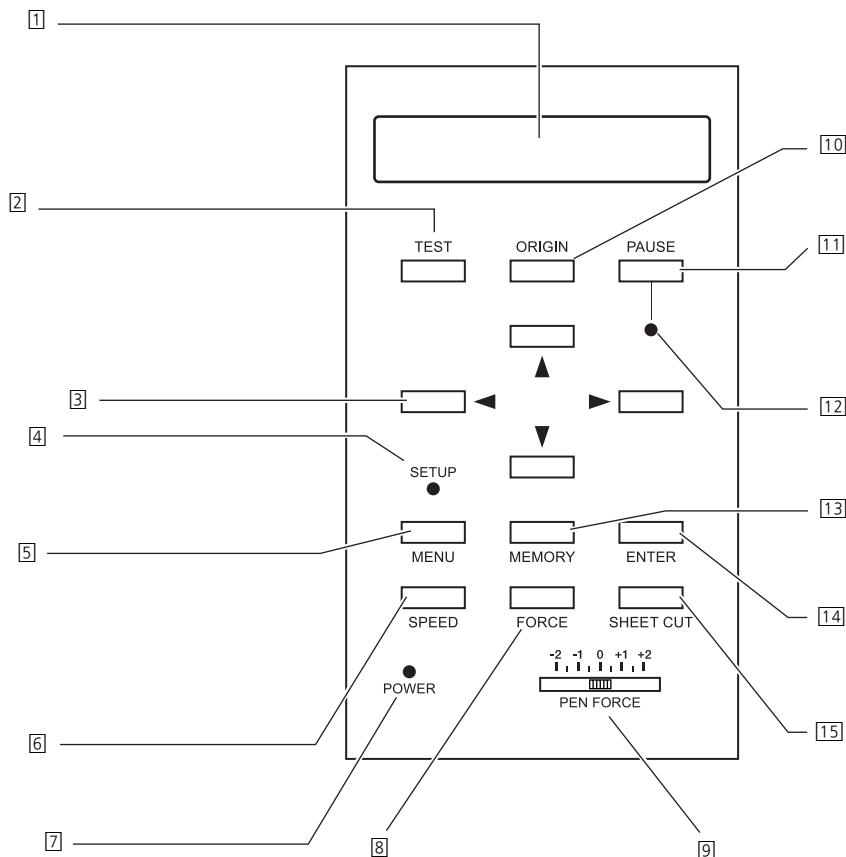 1
10
2
TEST ORIGIN PAUSE
11
3
12
4
SETUP
13
5
MENU MEMORY ENTER
14
SPEED FORCE SHEET CUT
-2 -1 0 +1 +2
POWER
PEN FORCE
15
6
7
8
9